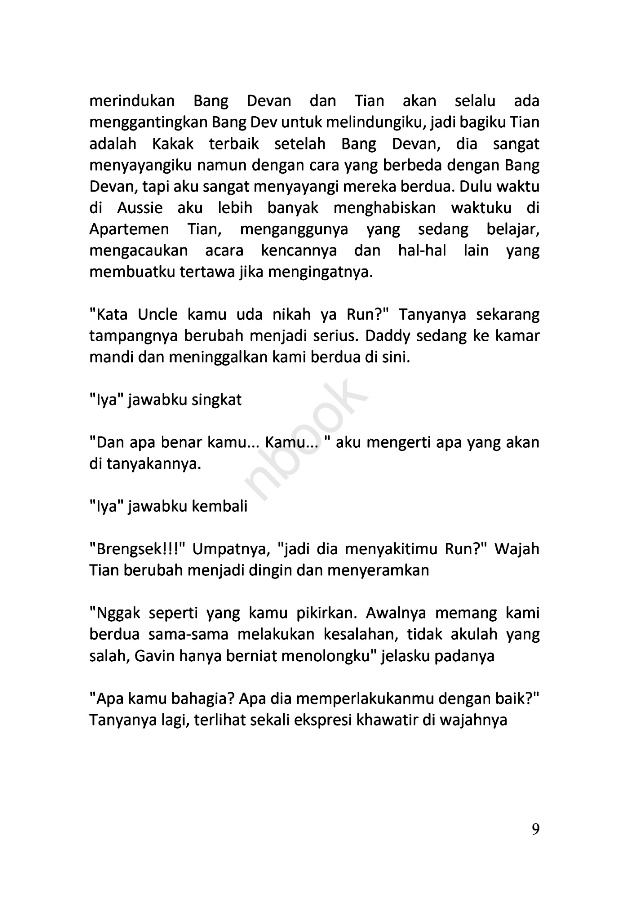 merindukan Bang Devan dan Tian akan selalu ada
menggantingkan Bang Dev untuk melindungiku, jadi bagiku Tian
adalah Kakak terbaik setelah Bang Devan, dia sangat
menyayangiku namun dengan cara yang berbeda dengan Bang
Devan, tapi aku sangat menyayangi mereka berdua. Dulu waktu
di Aussie aku lebih banyak menghabiskan waktuku di
Apartemen Tian, menganggunya yang sedang belajar,
mengacaukan acara kencannya dan hal-hal lain yang
membuatku tertawa jika mengingatnya.
"Kata Uncle kamu uda nikah ya Run?" Tanyanya sekarang
tampangnya berubah menjadi serius. Daddy sedang ke kamar
mandi dan meninggalkan kami berdua di sini.
"Iya" jawabku singkat
"Dan apa benar kamu... Kamu... " aku mengerti apa yang akan
di tanyakannya.
"Iya" jawabku kembali
"Brengsek!!!" Umpatnya, "jadi dia menyakitimu Run?" Wajah
Tian berubah menjadi dingin dan menyeramkan
"Nggak seperti yang kamu pikirkan. Awalnya memang kami
berdua sama-sama melakukan kesalahan, tidak akulah yang
salah, Gavin hanya berniat menolongku" jelasku padanya
"Apa kamu bahagia? Apa dia memperlakukanmu dengan baik?"
Tanyanya lagi, terlihat sekali ekspresi khawatir di wajahnya
nbook
9